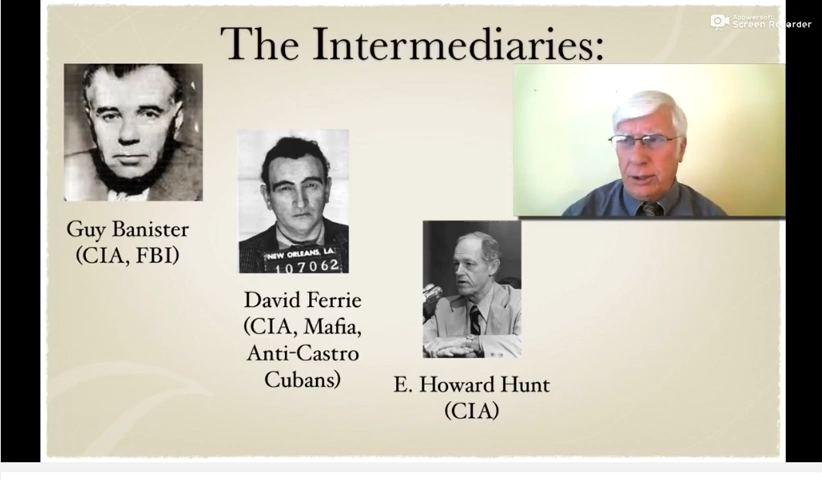 The Intermediaries:
Apowersoft
Screen Recorder
Guy Banister
(CIA, FBI)
NEW ORLEANS, LA.
107062
David Ferrie
(CIA, Mafia,
Anti-Castro
Cubans)
E. Howard Hunt
(CIA)